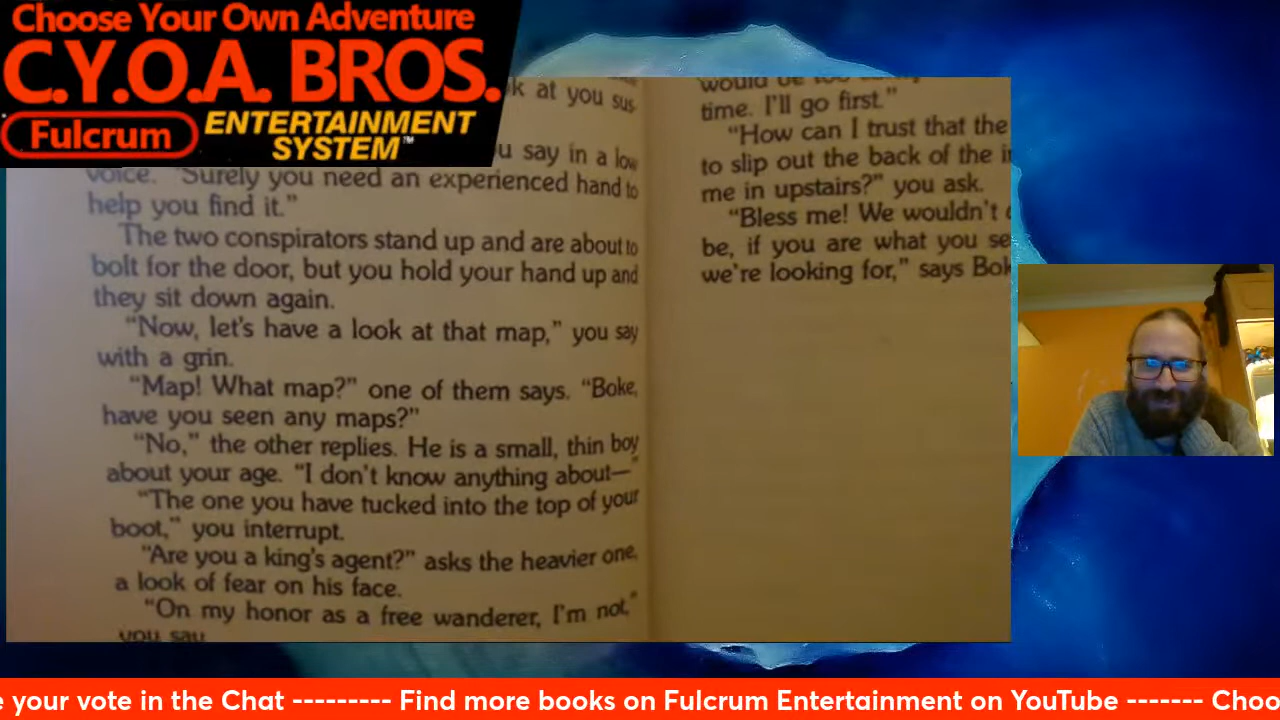 Choose Your Own Adventure
C.Y.O.A. BROS.
Fulcrum
ENTERTAINMENT
SYSTEM™
k at you sus
u say in a low
voice. "Surely you need an experienced hand to
help you find it."
The two conspirators stand up and are about to
bolt for the door, but you hold your hand up and
they sit down again.
"Now, let's have a look at that map," you say
with a grin.
"Map! What map?" one of them says. "Boke,
have you seen any maps?"
"No," the other replies. He is a small, thin boy
about your age. "I don't know anything about—"
"The one you have tucked into the top of your
boot," you interrupt.
"Are you a king's agent?" asks the heavier one,
a look of fear on his face.
"On my honor as a free wanderer, I'm not,"
you say
would be too
time. I'll go first."
"How can I trust that the
to slip out the back of the i
me in upstairs?" you ask.
"Bless me! We wouldn't
be, if you are what you se
we're looking for," says Bok
e your vote in the Chat --------- Find more books on Fulcrum Entertainment on YouTube ------- Choo